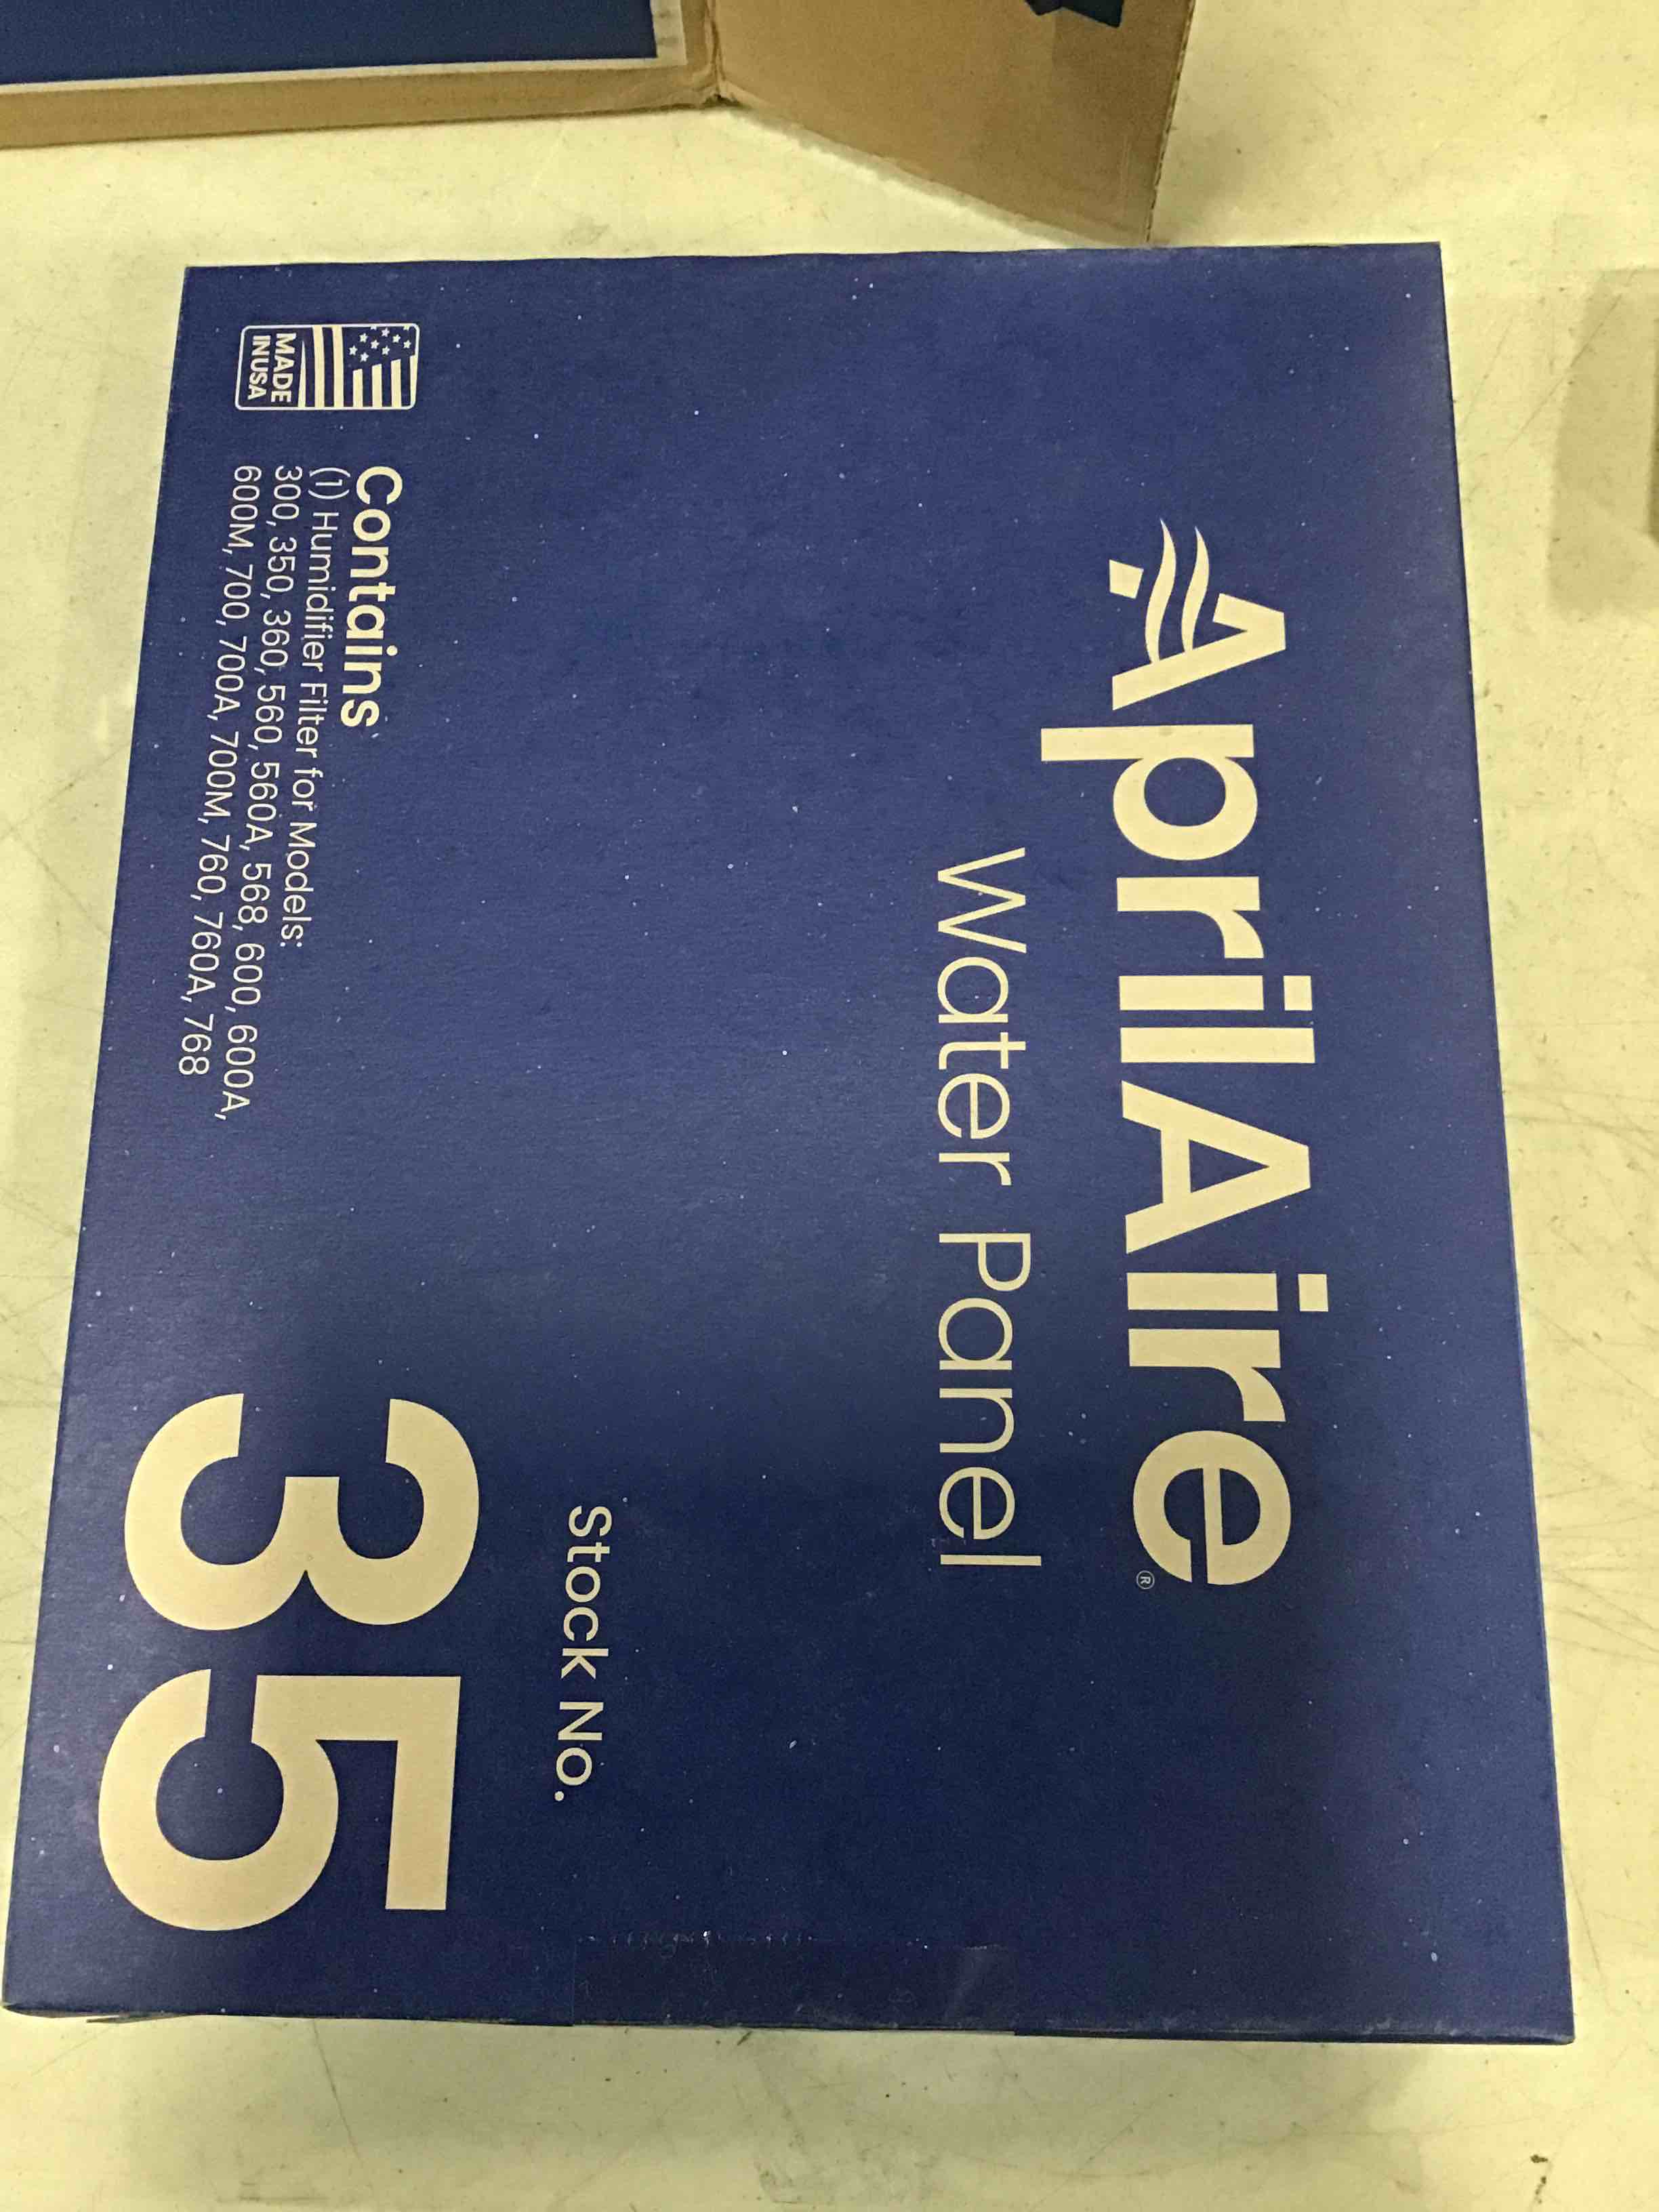 AprilAire®
Water Panel
Stock No.
35
MADE
IN USA
Contains
(1) Humidifier Filter for Models:
300, 350, 360, 560, 560A, 568, 600, 600A,
600M, 700, 700A, 700M, 760, 760A, 768